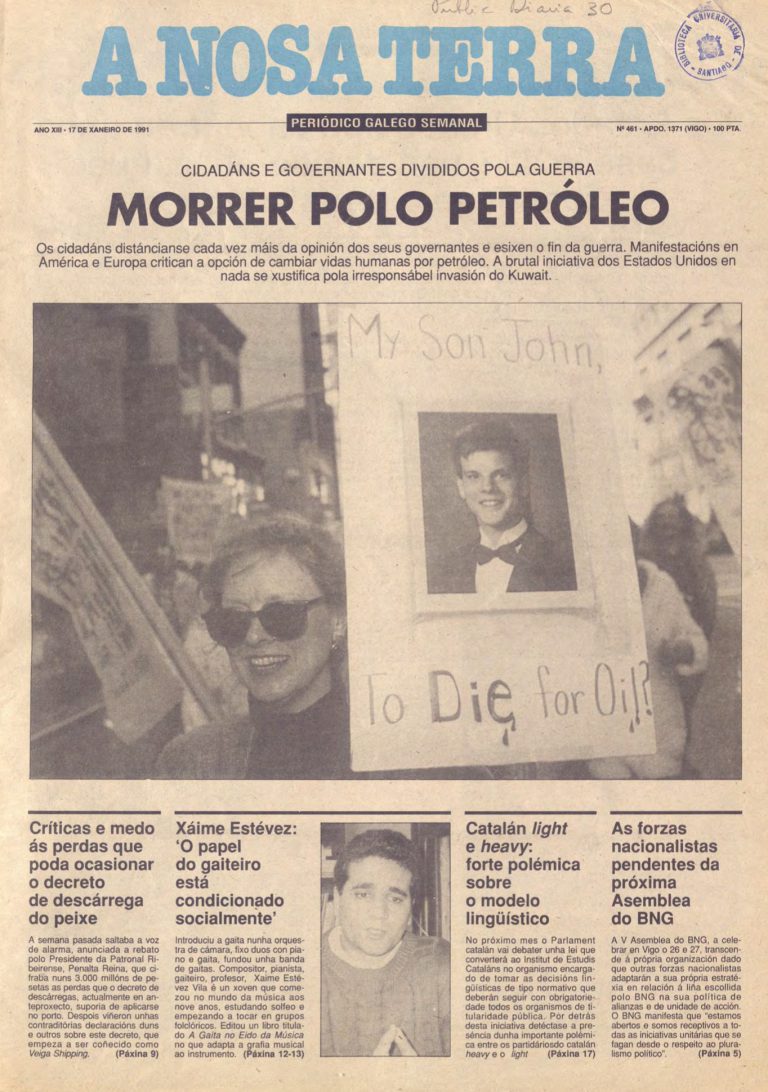 Public Diaria 30
BIBLIOTECA UNIVERSITARIA DE SANTIAGO
A NOSA TERRA
PERIÓDICO GALEGO SEMANAL
ANO XIII • 17 DE XANEIRO DE 1991
Nº 461 • APDO. 1371 (VIGO) • 100 PTA.
CIDADÁNS E GOVERNANTES DIVIDIDOS POLA GUERRA
MORRER POLO PETRÓLEO
Os cidadáns distáncianse cada vez máis da opinión dos seus governantes e esixen o fin da guerra. Manifestacións en
América e Europa critican a opción de cambiar vidas humanas por petróleo. A brutal iniciativa dos Estados Unidos en
nada se xustifica pola irresponsábel invasión do Kuwait.
My Son John,
To Die for Oil?
Críticas e medo
ás perdas que
poda ocasionar
o decreto
de descárrega
do peixe
A semana pasada saltaba a voz
de alarma, anunciada a rebato
polo Presidente da Patronal Ri-
beirense, Penalta Reina, que ci-
fraba nuns 3.000 millóns de pe-
setas as perdas que o decreto de
descárregas, actualmente en an-
teproxecto, suporia de aplicarse
no porto. Despois viñeron unhas
contraditórias declaracións duns
e outros sobre este decreto, que
empeza a ser coñecido como
Veiga Shipping. (Páxina 9)
Xáime Estévez:
‘O papel
do gaiteiro
está
condicionado
socialmente’
Introduciu a gaita nunha orques-
tra de cámara, fixo duos con pia-
no e gaita, fundou unha banda
de gaitas. Compositor, pianista,
gaiteiro, profesor, Xaime Esté-
vez Vila é un xoven que come-
zou no mundo da música aos
nove anos, estudando solfeo e
empezando a tocar en grupos
folclóricos. Editou un libro titula-
do A Gaita no Eido da Música
no que adapta a grafia musical
ao instrumento. (Páxina 12-13)
Catalán light
e heavy:
forte polémica
sobre
o modelo
lingüístico
No próximo mes o Parlament
catalán vai debater unha lei que
converterá ao Institut de Estudis
Cataláns no organismo encarga-
do de tomar as decisións lin-
güísticas de tipo normativo que
deberán seguir con obrigatorie-
dade todos os organismos de ti-
tularidade pública. Por detrás
desta iniciativa detéctase a pre-
séncia dunha importante polémi-
ca entre os partidáriosdo catalán
heavy e o light (Páxina 17)
As forzas
nacionalistas
pendentes da
próxima
Asemblea
do BNG
A V Asemblea do BNG, a cele-
brar en Vigo o 26 e 27, transcen-
de á própria organización dado
que outras forzas nacionalistas
adaptarán a sua própria estraté-
xia en relación á liña escollida
polo BNG na sua política de
alianzas e de unidade de acción.
O BNG manifesta que “estamos
abertos e somos receptivos a to-
das as iniciativas unitárias que se
fagan desde o respeito ao plura-
lismo político”. (Páxina 5)